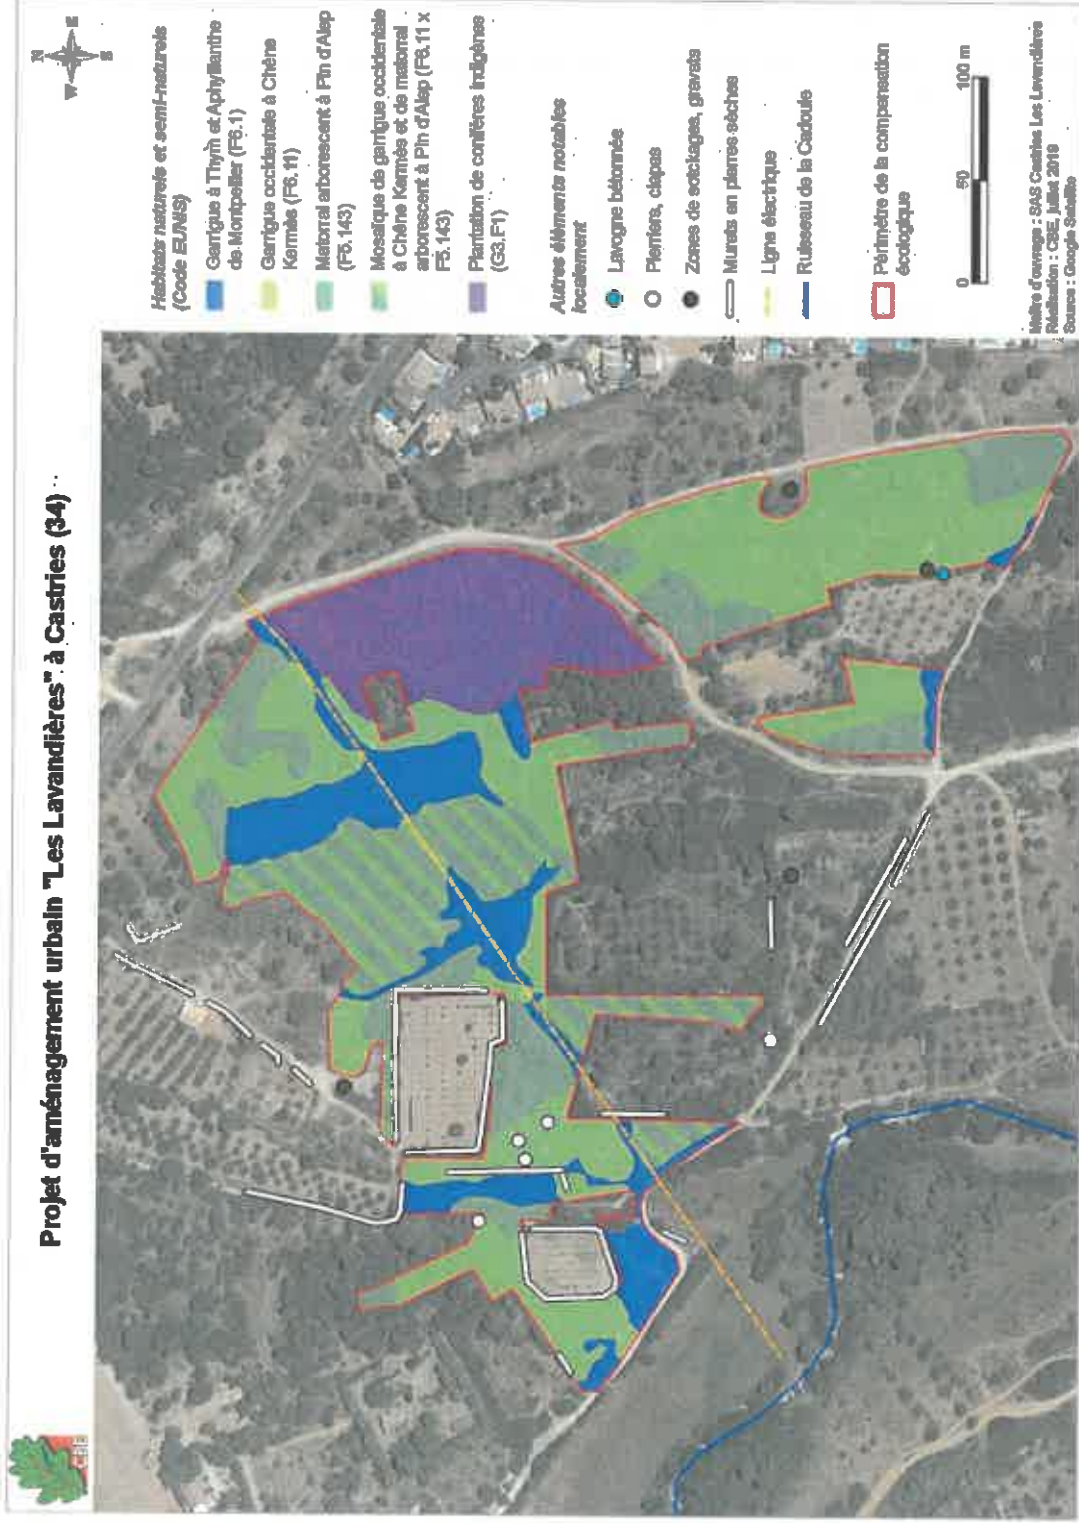 Projet d'aménagement urbain "Les Lavandières" à Castries (34)
CBE
N
W
E
S
Habitats naturels et semi-naturels
(Code EUNIS)
Garrigue à Thym et Aphyllanthe
de Montpellier (F6.1)
Garrigue occidentale à Chêne
Kermès (F6.11)
Matorral arborescent à Pin d'Alep
(F5.143)
Mosaïque de garrigue occidentale
à Chêne Kermès et de matorral
arborescent à Pin d'Alep (F6.11 x
F5.143)
Plantation de conifères indigènes
(G3.F1)
Autres éléments notables
localement
Lavogne bétonnée
Pierriers, clapas
Zones de sotckages, gravats
Murets en pierres sèches
Ligne électrique
Ruisseau de la Cadoule
Périmètre de la compensation
écologique
0 50 100 m
Maître d'ouvrage : SAS Castries Les Lavandières
Réalisation : CBE, juillet 2019
Source : Google Satellite